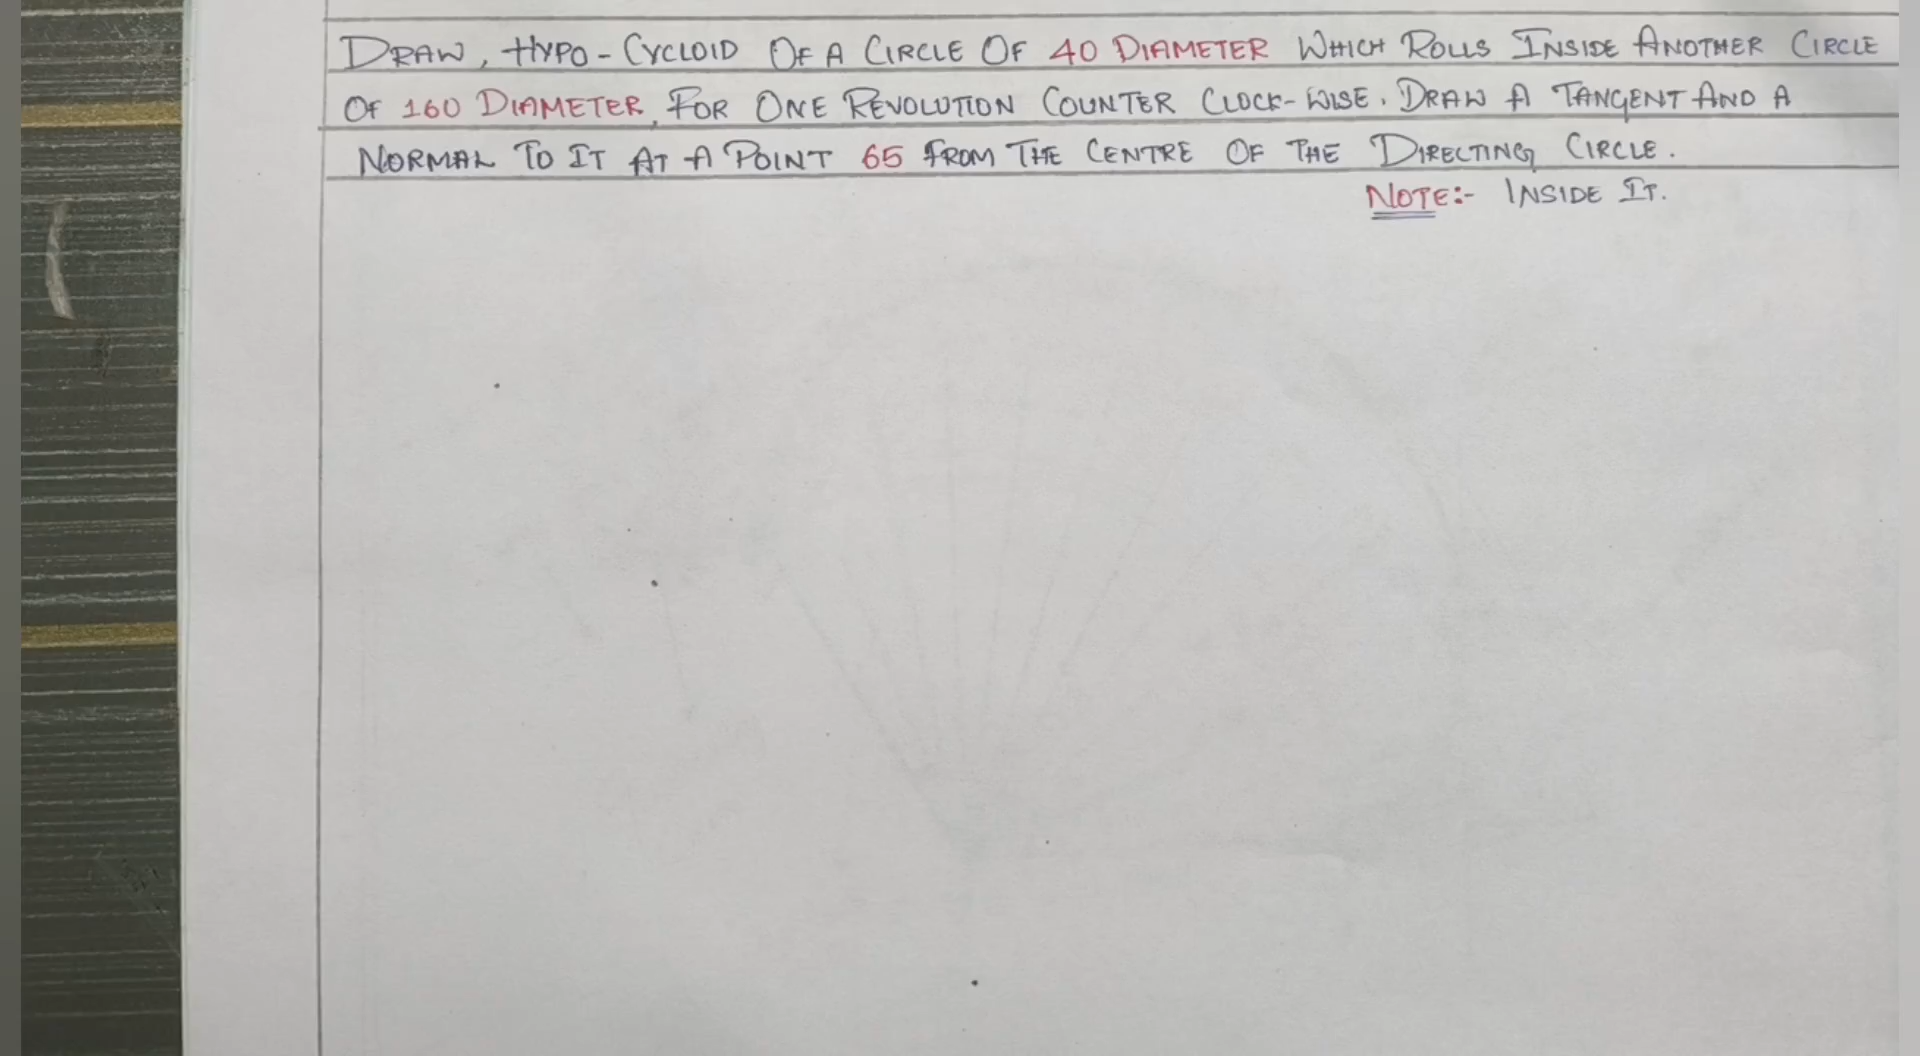 DRAW, HYPO-CYCLOID OF A CIRCLE OF 40 DIAMETER WHICH ROLLS INSIDE ANOTHER CIRCLE
OF 160 DIAMETER, FOR ONE REVOLUTION COUNTER CLOCK-WISE. DRAW A TANGENT AND A
NORMAL TO IT AT A POINT 65 FROM THE CENTRE OF THE DIRECTING CIRCLE.
NOTE:- INSIDE IT.